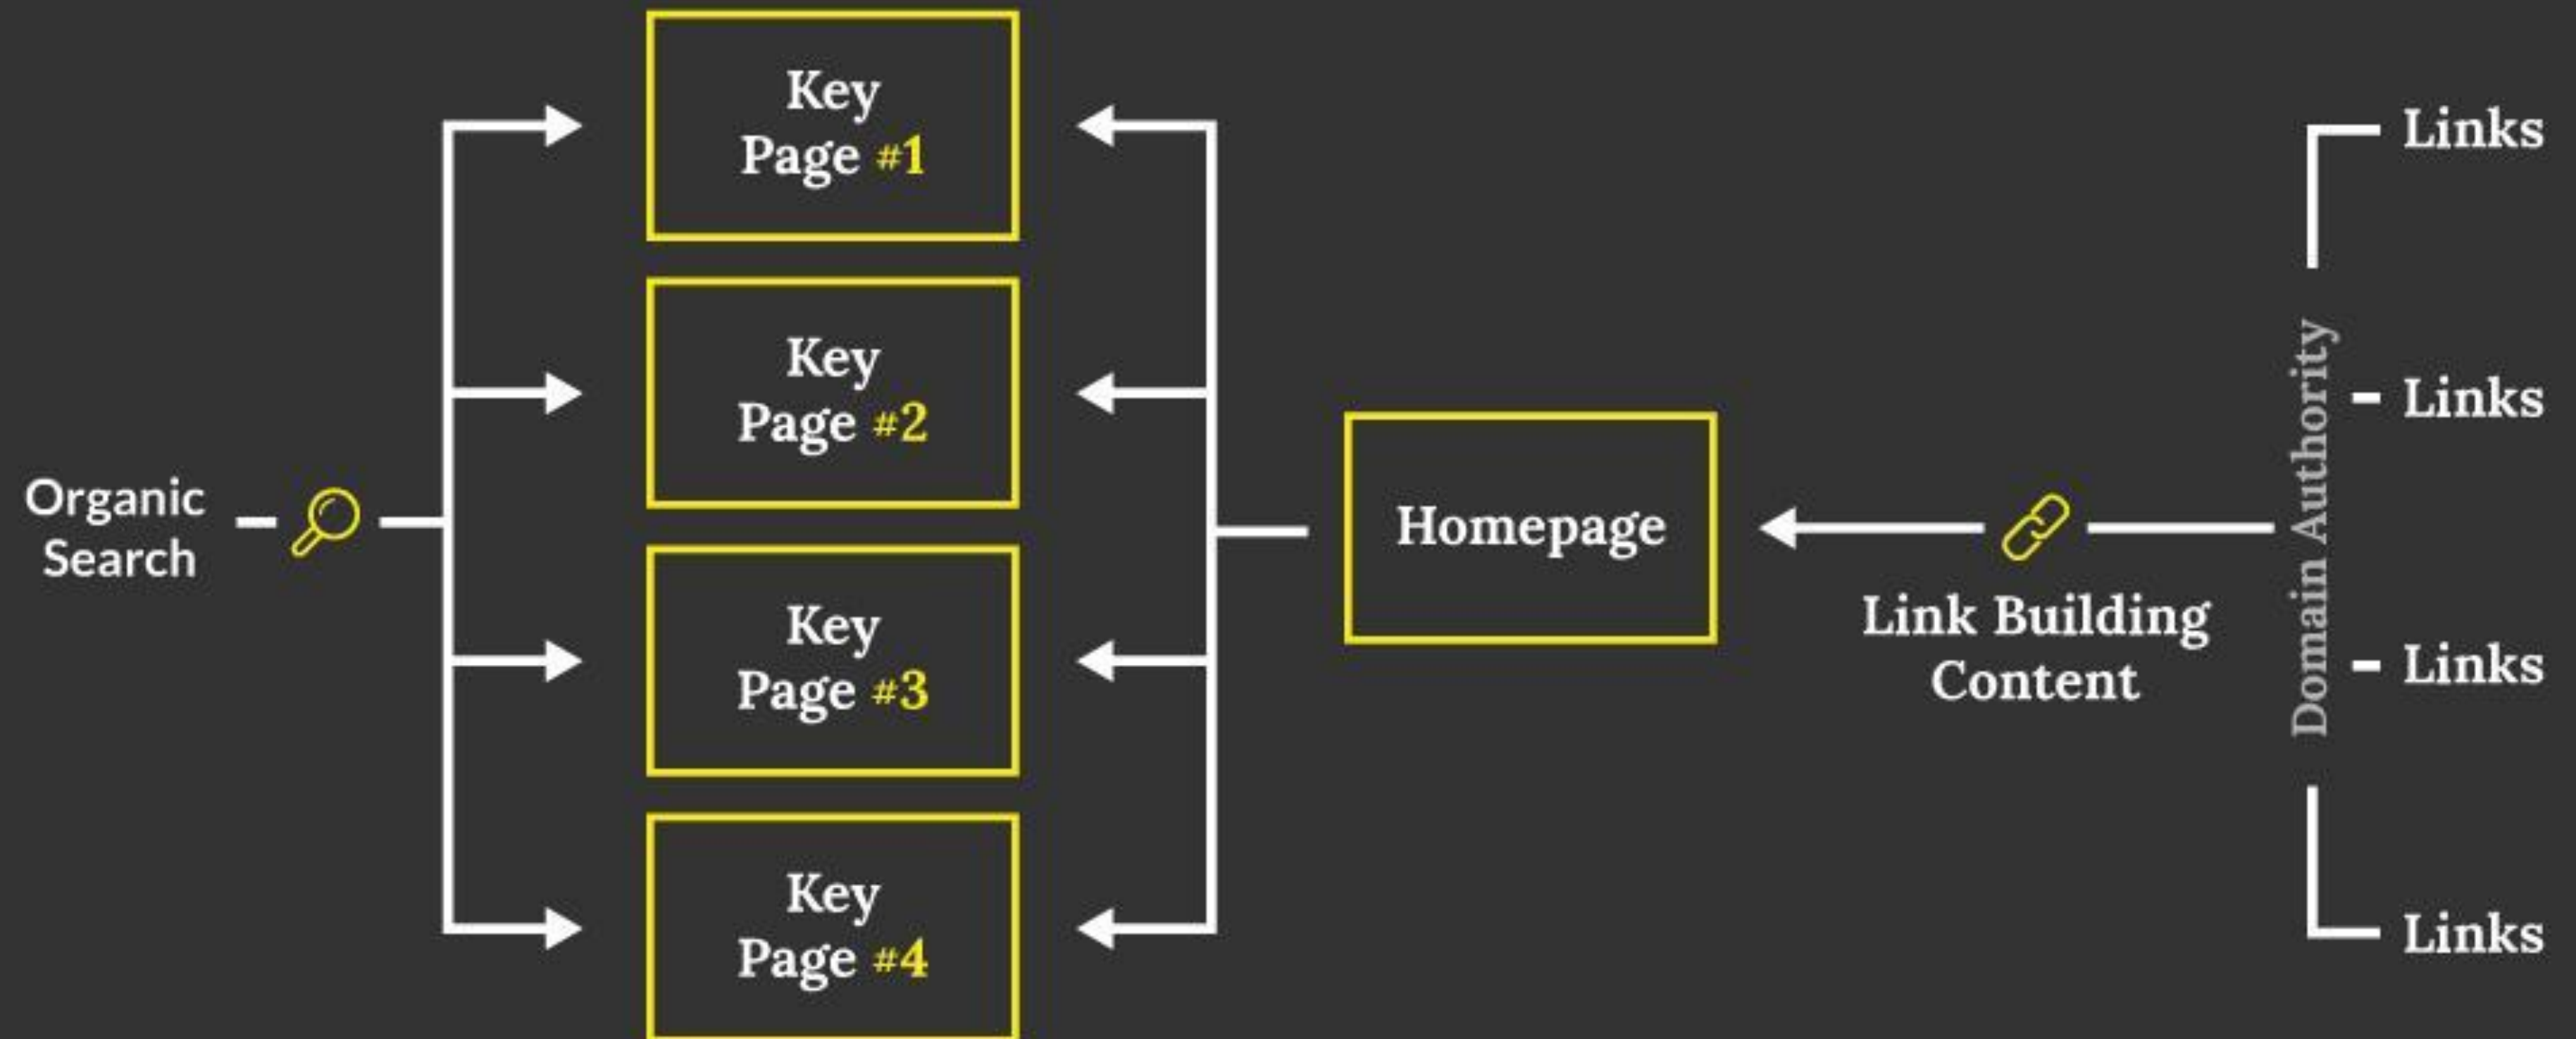 Organic
Search
Key
Page #1
Key
Page #2
Key
Page #3
Key
Page #4
Homepage
Link Building
Content
Domain Authority
Links
Links
Links
Links